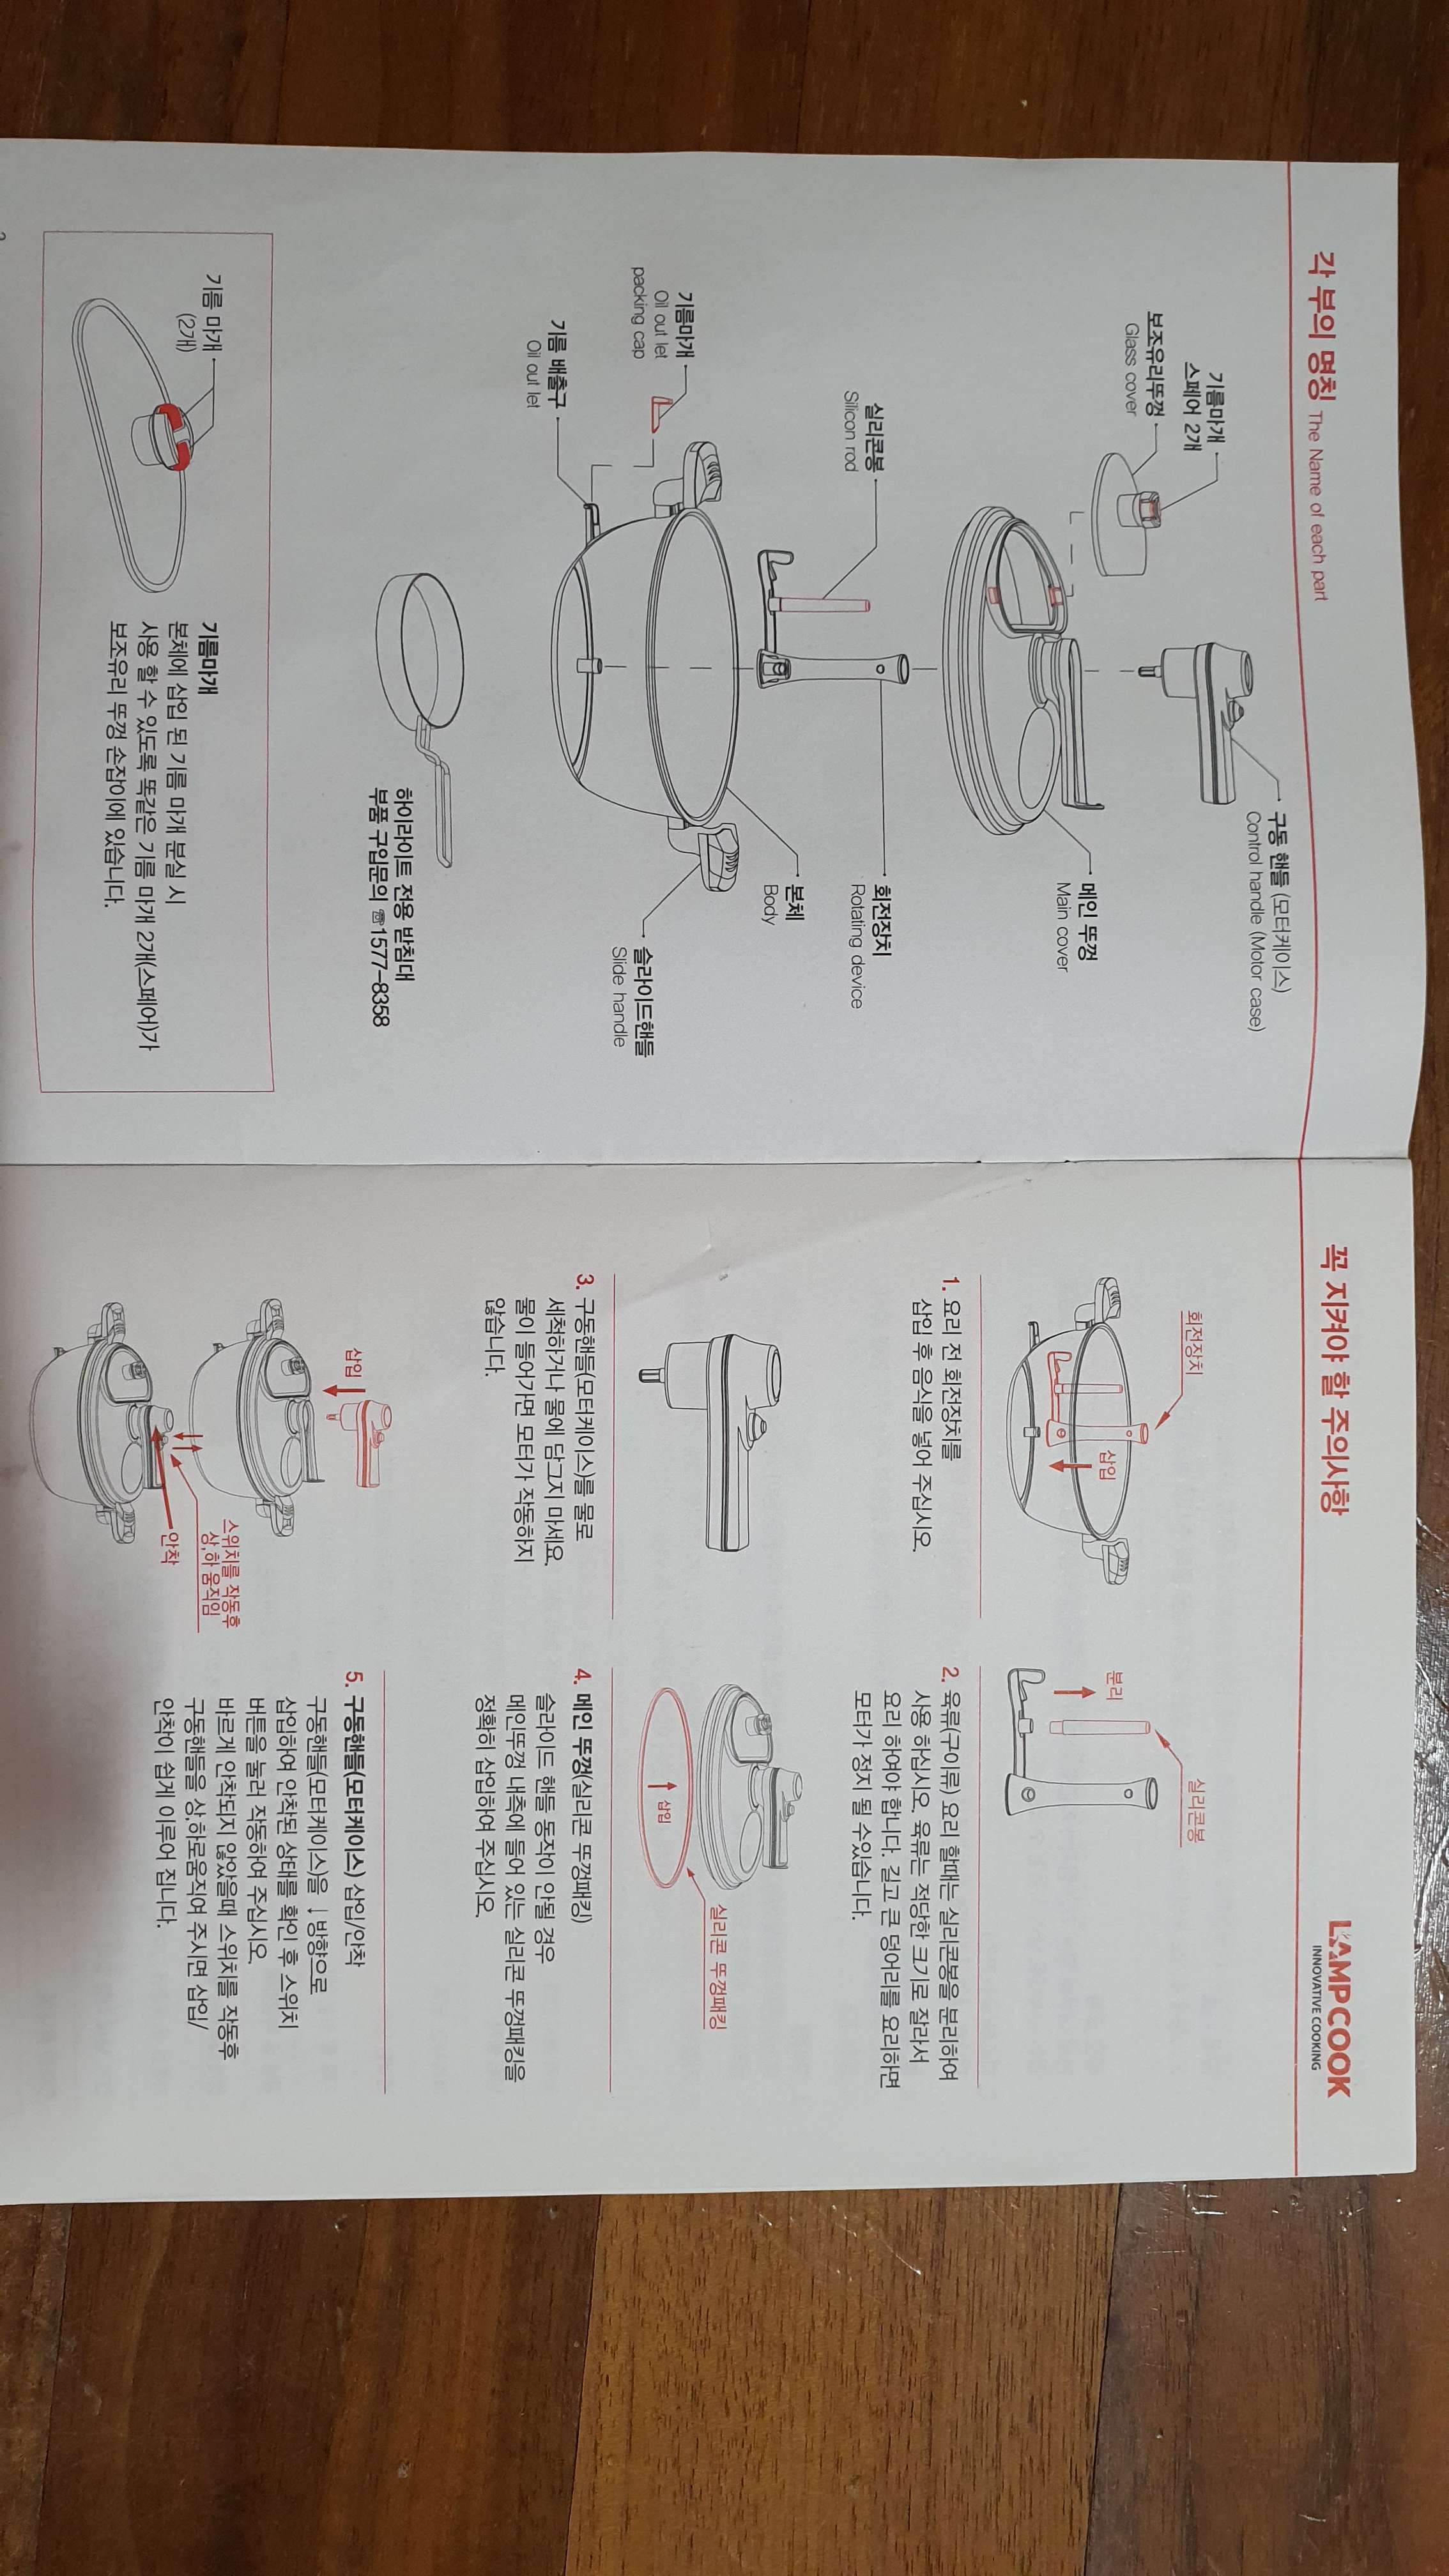 각 부의 명칭 The Name of each part
구동 핸들 (모터케이스)
Control handle (Motor case)
기름마개
스페어 2개
보조유리뚜껑
Glass cover
메인 뚜껑
Main cover
실리콘봉
Silicon rod
회전장치
Rotating device
본체
Body
기름마개
Oil out let
packing cap
슬라이드핸들
Slide handle
기름 배출구
Oil out let
하이라이트 전용 받침대
부품 구입문의 ☏1577-8358
기름 마개
(2개)
기름마개
본체에 삽입 된 기름 마개 분실 시
사용 할 수 있도록 똑같은 기름 마개 2개(스페어)가
보조유리 뚜껑 손잡이에 있습니다.
꼭 지켜야 할 주의사항
LAMPCOOK
INNOVATIVE COOKING
회전장치
삽입
1. 요리 전 회전장치를
삽입 후 음식을 넣어 주십시오.
분리
실리콘봉
2. 육류(구이류) 요리 할때는 실리콘봉을 분리하여
사용 하십시오. 육류는 적당한 크기로 잘라서
요리 하여야 합니다. 길고 큰 덩어리를 요리하면
모터가 정지 될 수있습니다.
3. 구동핸들(모터케이스)를 물로
세척하거나 물에 담그지 마세요.
물이 들어가면 모터가 작동하지
않습니다.
삽입
실리콘 뚜껑패킹
4. 메인 뚜껑(실리콘 뚜껑패킹)
슬라이드 핸들 동작이 안될 경우
메인뚜껑 내측에 들어 있는 실리콘 뚜껑패킹을
정확히 삽입하여 주십시오.
삽입
스위치를 작동후
상,하 움직임
안착
5. 구동핸들(모터케이스) 삽입/안착
구동핸들(모터케이스)을 ↓ 방향으로
삽입하여 안착된 상태를 확인 후 스위치
버튼을 눌러 작동하여 주십시오.
바르게 안착되지 않았을때 스위치를 작동후
구동핸들을 상,하로움직여 주시면 삽입/
안착이 쉽게 이루어 집니다.